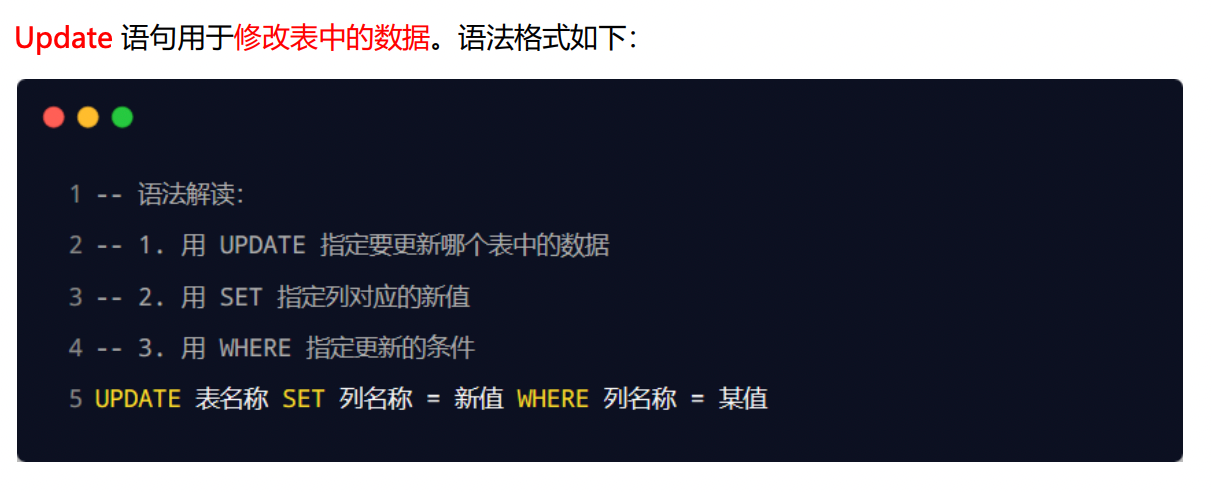 Update 语句用于修改表中的数据。语法格式如下：
1 -- 语法解读：
2 -- 1. 用 UPDATE 指定要更新哪个表中的数据
3 -- 2. 用 SET 指定列对应的新值
4 -- 3. 用 WHERE 指定更新的条件
5 UPDATE 表名称 SET 列名称 = 新值 WHERE 列名称 = 某值